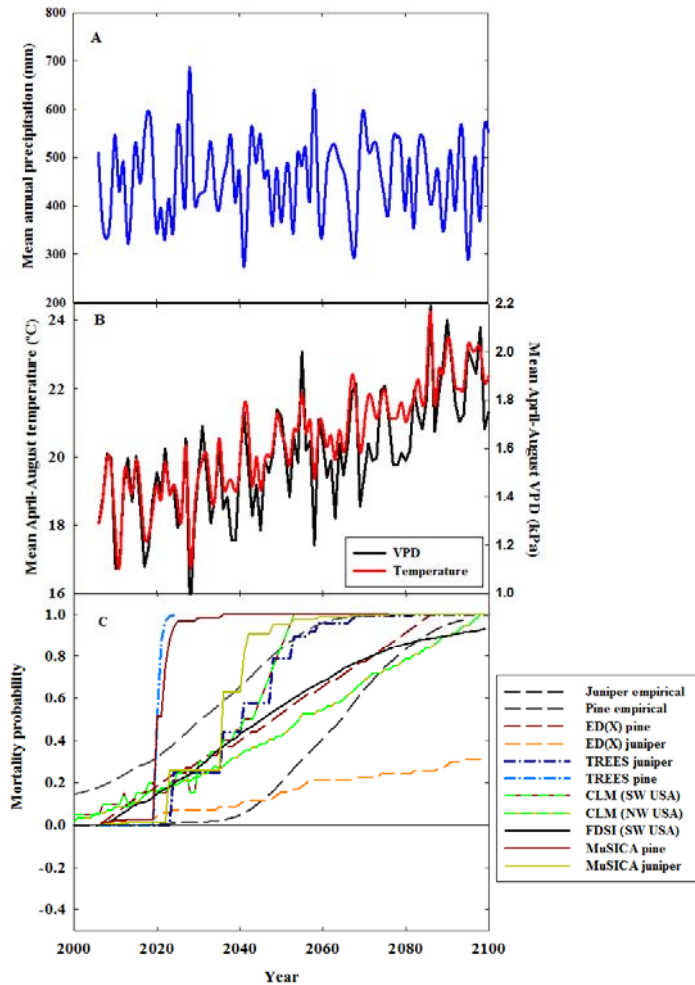 A
Mean annual precipitation (mm)
800
700
600
500
400
300
200
B
Mean April-August temperature (ºC)
24
22
20
18
16
Mean April-August VPD (kPa)
2.2
2.0
1.8
1.6
1.4
1.2
1.0
VPD
Temperature
C
Mortality probability
1.0
0.8
0.6
0.4
0.2
0.0
-0.2
-0.4
2000
2020
2040
2060
2080
2100
Year
Juniper empirical
Pine empirical
ED(X) pine
ED(X) juniper
TREES juniper
TREES pine
CLM (SW USA)
CLM (NW USA)
FDSI (SW USA)
MuSICA pine
MuSICA juniper